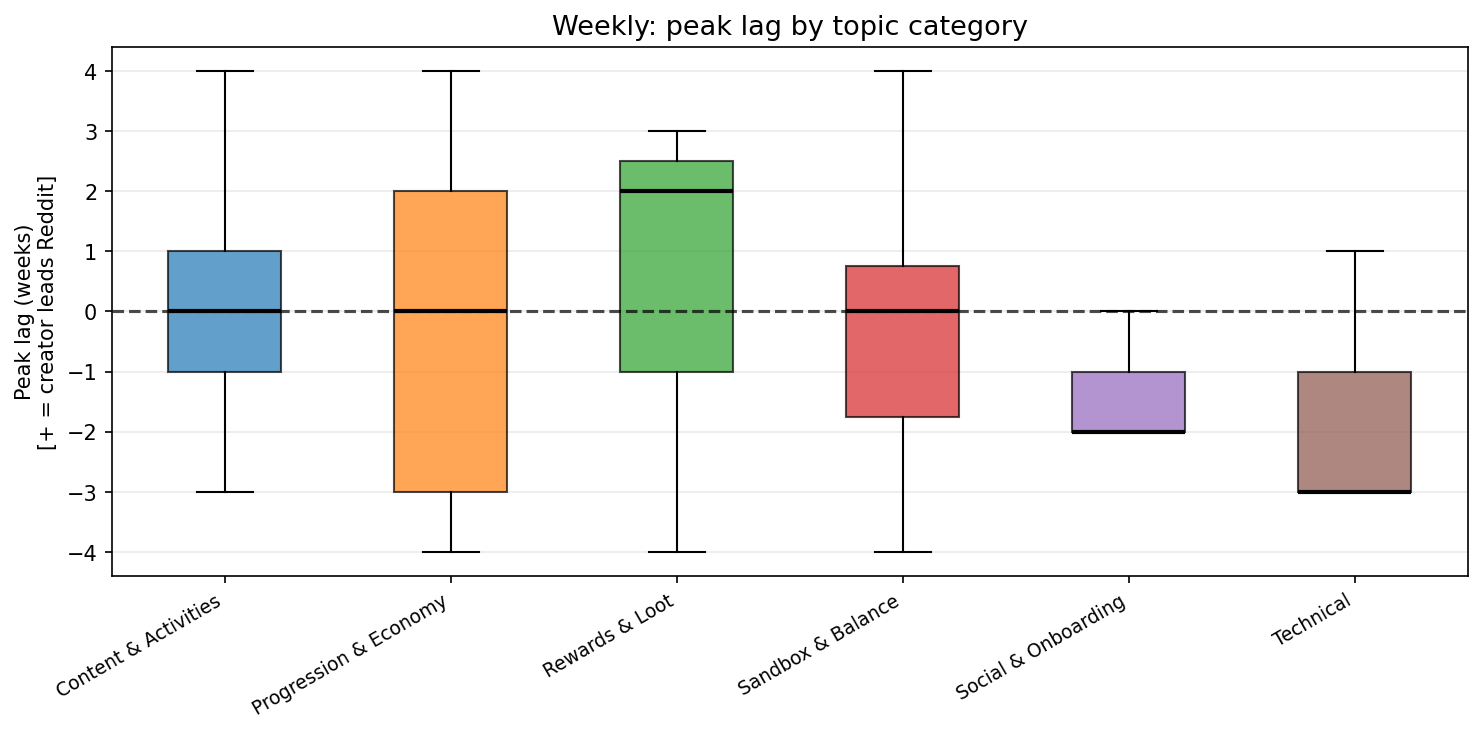 Weekly: peak lag by topic category
Peak lag (weeks)
[+ = creator leads Reddit]
4
3
2
1
0
−1
−2
−3
−4
Content & Activities
Progression & Economy
Rewards & Loot
Sandbox & Balance
Social & Onboarding
Technical